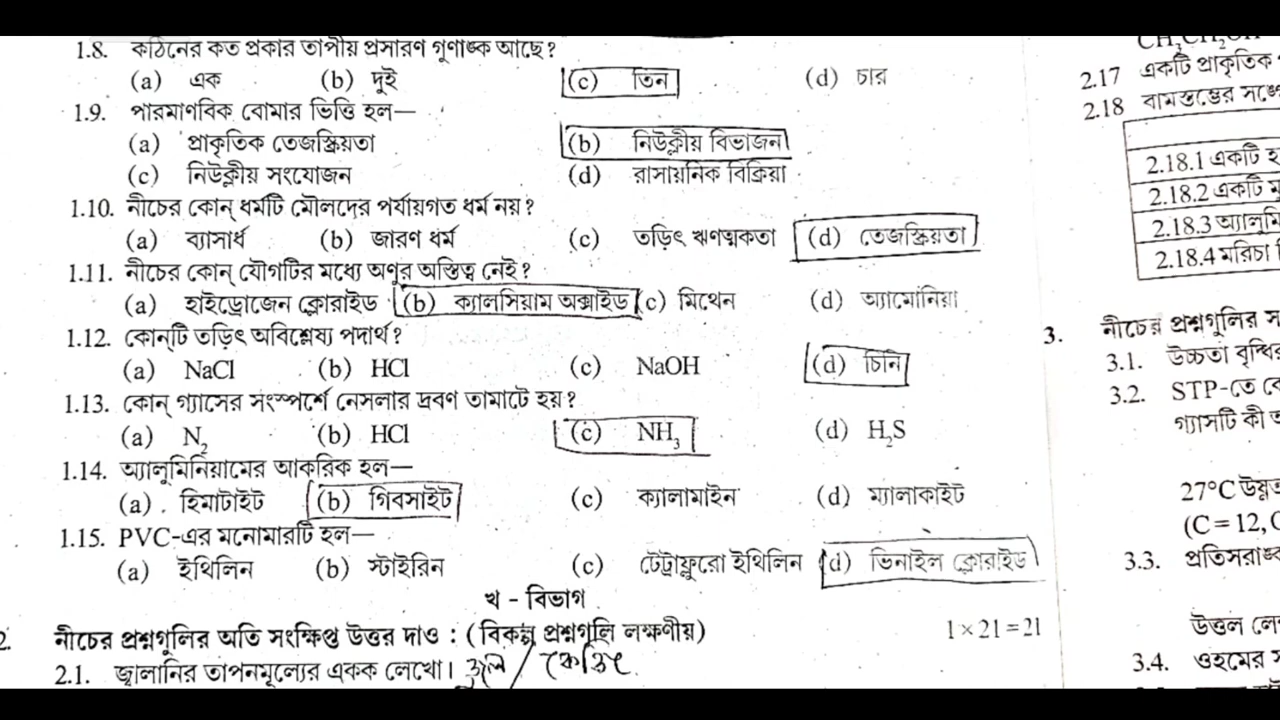 1.8. কঠিনের কত প্রকার তাপীয় প্রসারণ গুণাঙ্ক আছে?
(a) এক (b) দুই (c) তিন (d) চার
1.9. পারমাণবিক বোমার ভিত্তি হল—
(a) প্রাকৃতিক তেজস্ক্রিয়তা (b) নিউক্লীয় বিভাজন
(c) নিউক্লীয় সংযোজন (d) রাসায়নিক বিক্রিয়া
1.10. নীচের কোন্ ধর্মটি মৌলদের পর্যায়গত ধর্ম নয়?
(a) ব্যাসার্ধ (b) জারণ ধর্ম (c) তড়িৎ ঋণত্মকতা (d) তেজস্ক্রিয়তা
1.11. নীচের কোন্ যৌগটির মধ্যে অণুর অস্তিত্ব নেই?
(a) হাইড্রোজেন ক্লোরাইড (b) ক্যালসিয়াম অক্সাইড (c) মিথেন (d) অ্যামোনিয়া
1.12. কোন্‌টি তড়িৎ অবিশ্লেষ্য পদার্থ?
(a) NaCl (b) HCl (c) NaOH (d) চিনি
1.13. কোন্ গ্যাসের সংস্পর্শে নেসলার দ্রবণ তামাটে হয়?
(a) N₂ (b) HCl (c) NH₃ (d) H₂S
1.14. অ্যালুমিনিয়ামের আকরিক হল—
(a) হিমাটাইট (b) গিবসাইট (c) ক্যালামাইন (d) ম্যালাকাইট
1.15. PVC-এর মনোমারটি হল—
(a) ইথিলিন (b) স্টাইরিন (c) টেট্রাফ্লুরো ইথিলিন (d) ভিনাইল ক্লোরাইড
খ - বিভাগ
2. নীচের প্রশ্নগুলির অতি সংক্ষিপ্ত উত্তর দাও : (বিকল্প প্রশ্নগুলি লক্ষণীয়) 1×21=21
2.1. জ্বালানির তাপনমূল্যের একক লেখো। জুল /
2.17 একটি প্রাকৃতিক
2.18 বামস্তম্ভের
2.18.1 একটি
2.18.2 একটি
2.18.3
2.18.4 মরিচা
3. নীচের প্রশ্নগুলির
3.1. উচ্চতা
3.2. STP-তে
গ্যাসটি কী
27°C
(C = 12,
3.3.
উত্তল
3.4. ওহমের